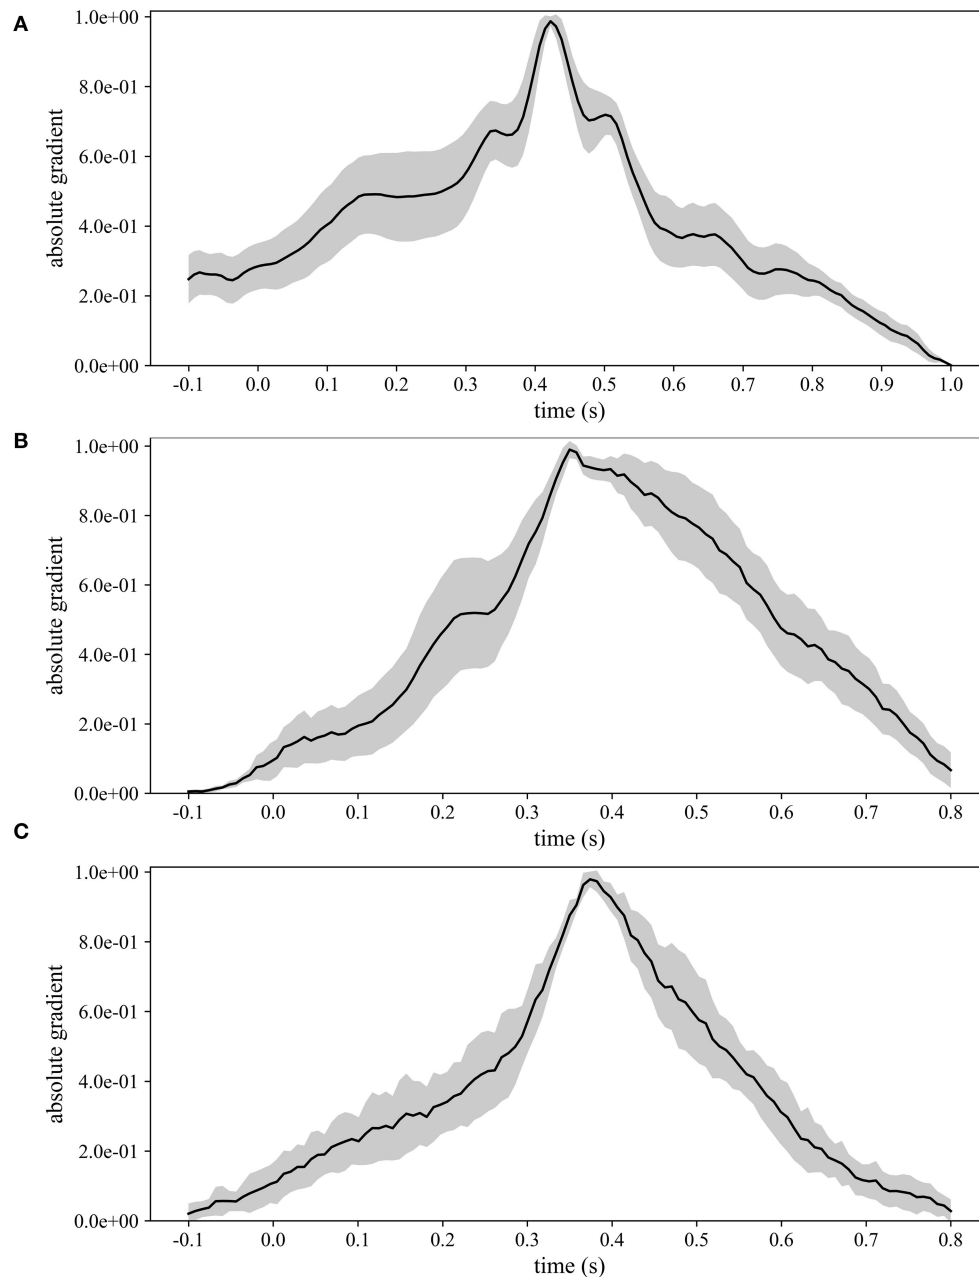 A
1.0e+00
8.0e-01
6.0e-01
4.0e-01
2.0e-01
0.0e+00
absolute gradient
-0.1 0.0 0.1 0.2 0.3 0.4 0.5 0.6 0.7 0.8 0.9 1.0
time (s)
B
1.0e+00
8.0e-01
6.0e-01
4.0e-01
2.0e-01
0.0e+00
absolute gradient
-0.1 0.0 0.1 0.2 0.3 0.4 0.5 0.6 0.7 0.8
time (s)
C
1.0e+00
8.0e-01
6.0e-01
4.0e-01
2.0e-01
0.0e+00
absolute gradient
-0.1 0.0 0.1 0.2 0.3 0.4 0.5 0.6 0.7 0.8
time (s)